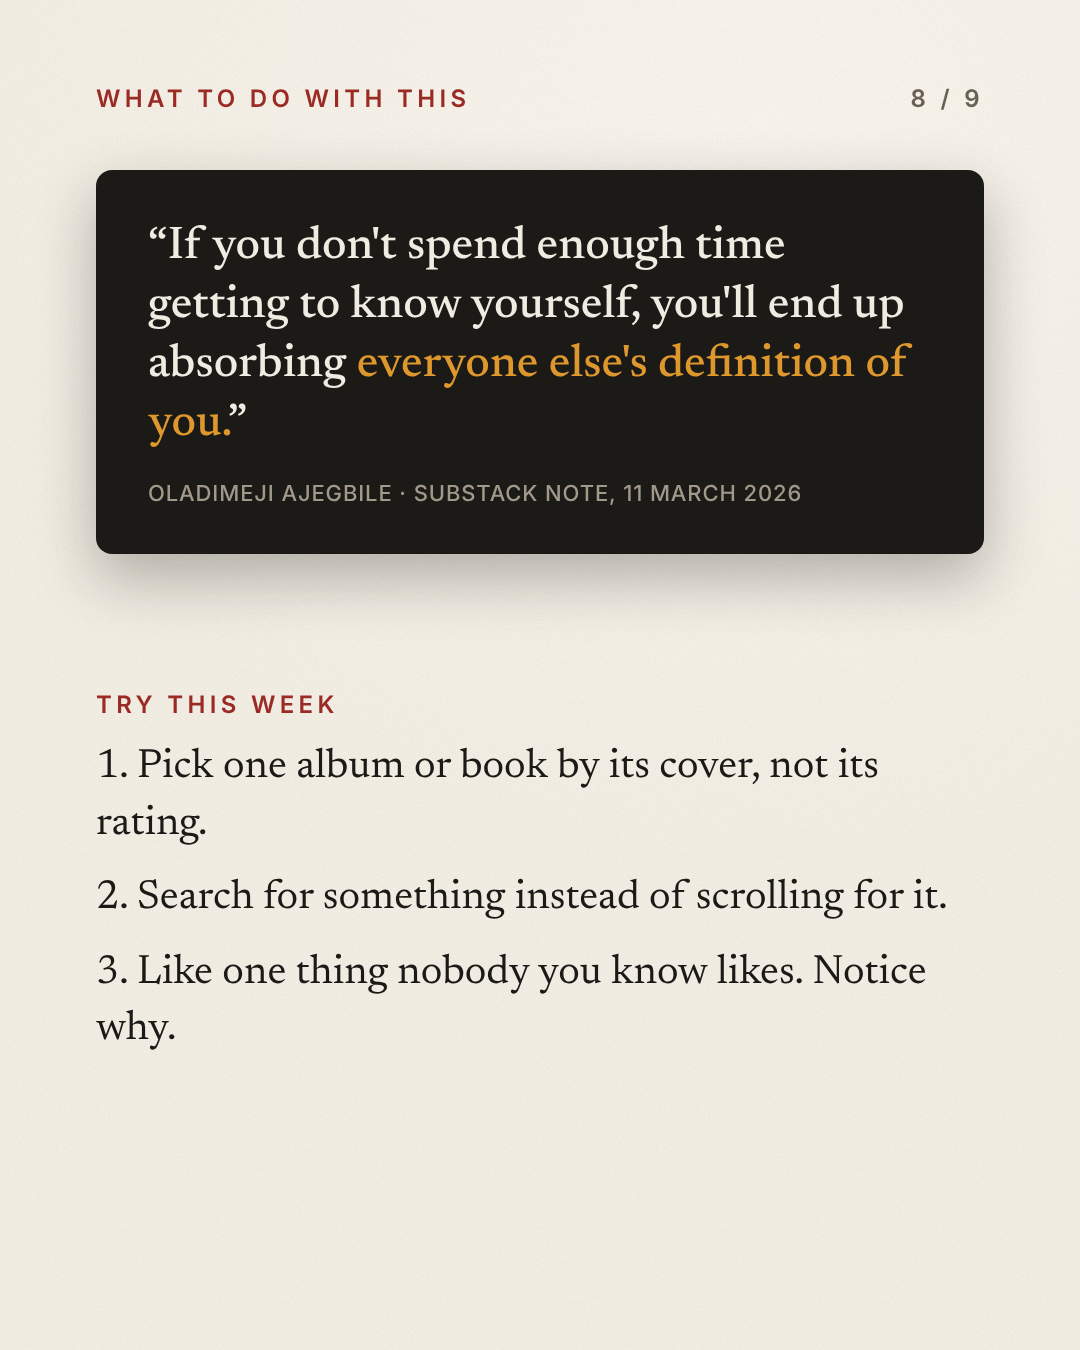 WHAT TO DO WITH THIS
8 / 9
“If you don't spend enough time
getting to know yourself, you'll end up
absorbing everyone else's definition of
you.”
OLADIMEJI AJEGBILE · SUBSTACK NOTE, 11 MARCH 2026
TRY THIS WEEK
1. Pick one album or book by its cover, not its
rating.
2. Search for something instead of scrolling for it.
3. Like one thing nobody you know likes. Notice
why.